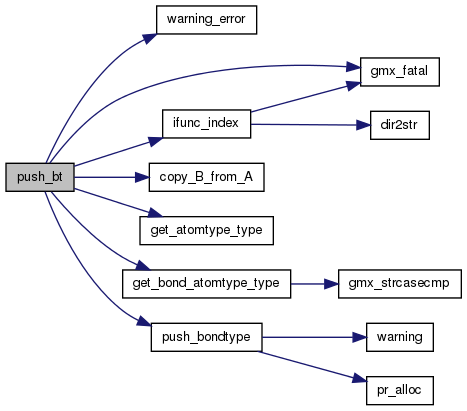 push_bt
warning_error
gmx_fatal
ifunc_index
dir2str
copy_B_from_A
get_atomtype_type
get_bond_atomtype_type
gmx_strcasecmp
push_bondtype
warning
pr_alloc